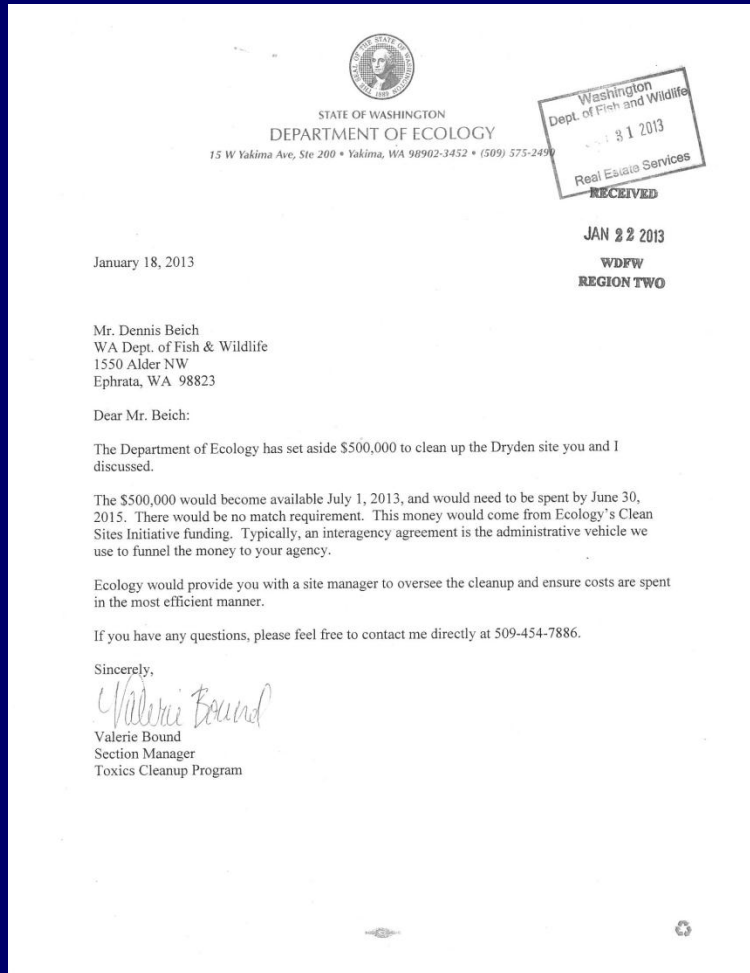 THE SEAL OF THE STATE OF WASHINGTON
1889
STATE OF WASHINGTON
DEPARTMENT OF ECOLOGY
15 W Yakima Ave, Ste 200 • Yakima, WA 98902-3452 • (509) 575-2490
Washington
Dept. of Fish and Wildlife
31 2013
Real Estate Services
RECEIVED
JAN 22 2013
WDFW
REGION TWO
January 18, 2013
Mr. Dennis Beich
WA Dept. of Fish & Wildlife
1550 Alder NW
Ephrata, WA 98823
Dear Mr. Beich:
The Department of Ecology has set aside $500,000 to clean up the Dryden site you and I
discussed.
The $500,000 would become available July 1, 2013, and would need to be spent by June 30,
2015. There would be no match requirement. This money would come from Ecology's Clean
Sites Initiative funding. Typically, an interagency agreement is the administrative vehicle we
use to funnel the money to your agency.
Ecology would provide you with a site manager to oversee the cleanup and ensure costs are spent
in the most efficient manner.
If you have any questions, please feel free to contact me directly at 509-454-7886.
Sincerely,
Valerie Bound
Valerie Bound
Section Manager
Toxics Cleanup Program